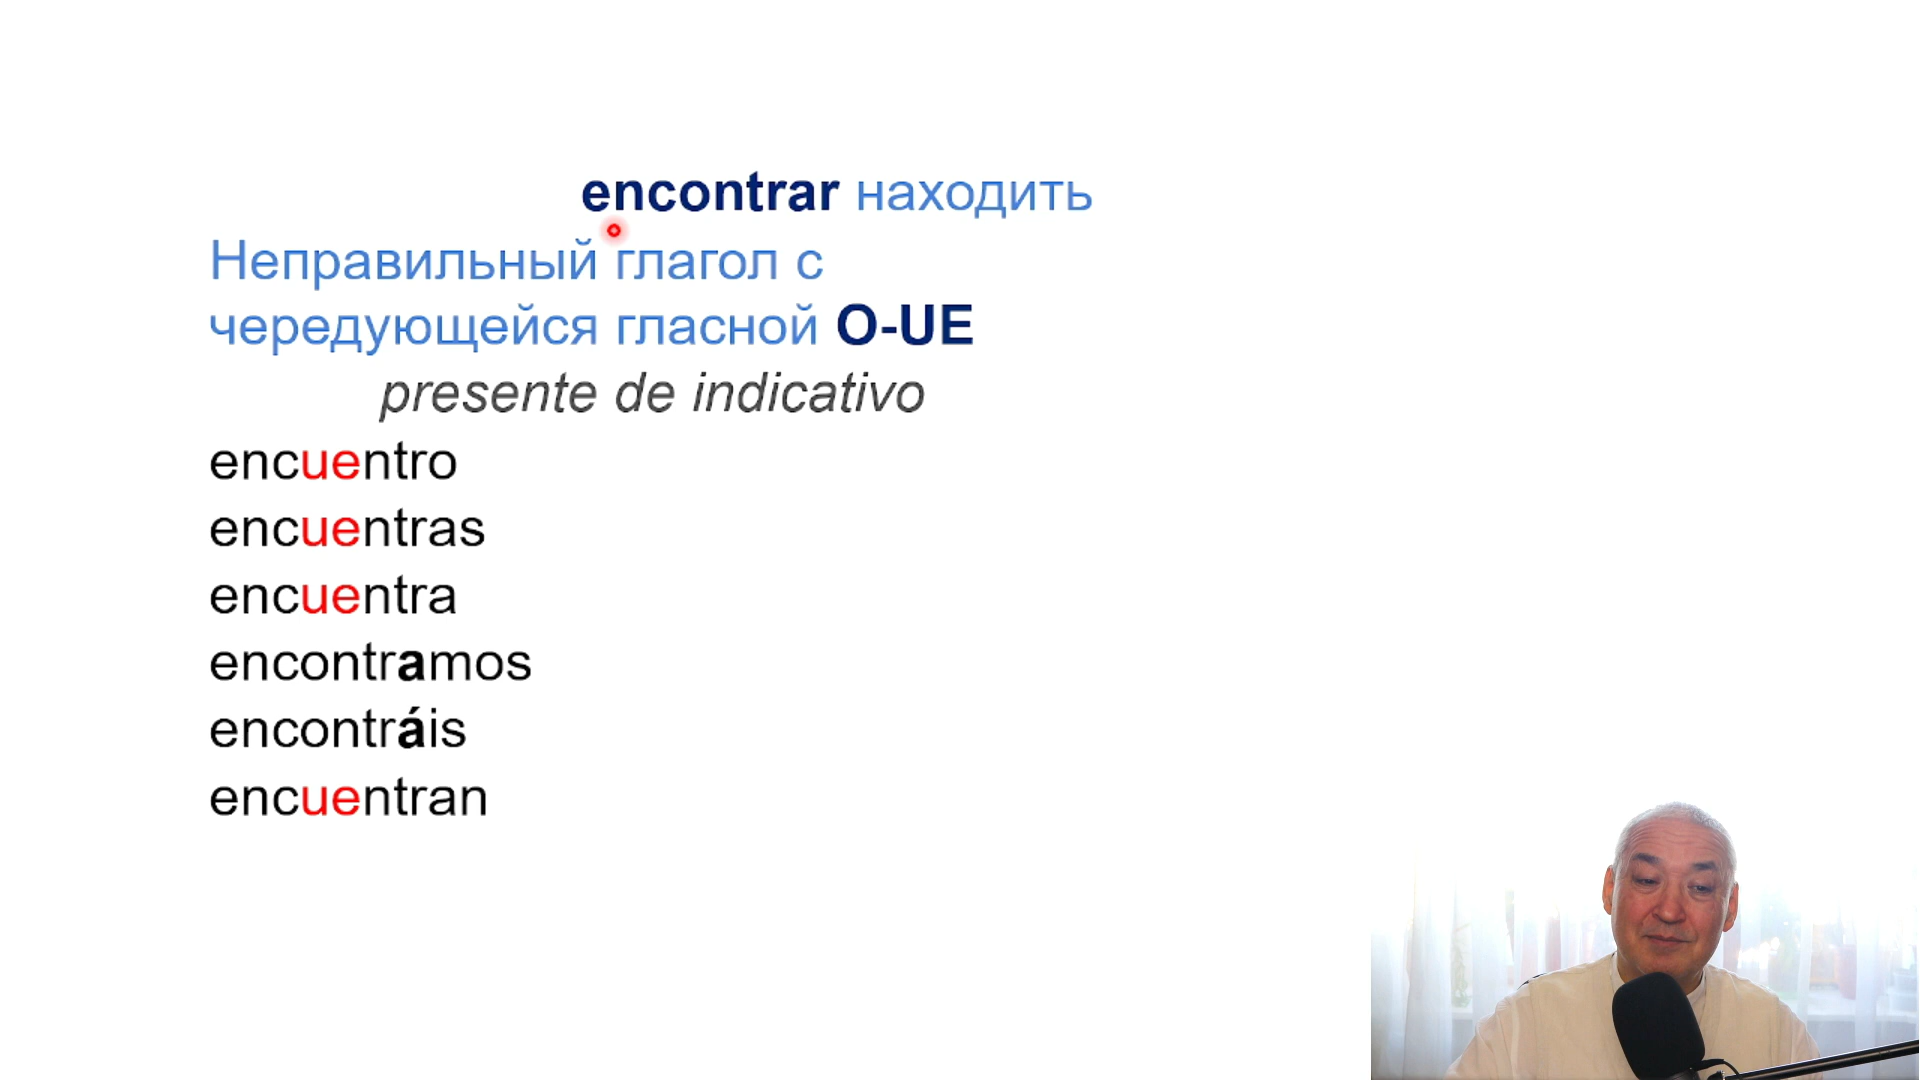 encontrar находить
Неправильный глагол с
чередующейся гласной O-UE
presente de indicativo
encuentro
encuentras
encuentra
encontramos
encontráis
encuentran